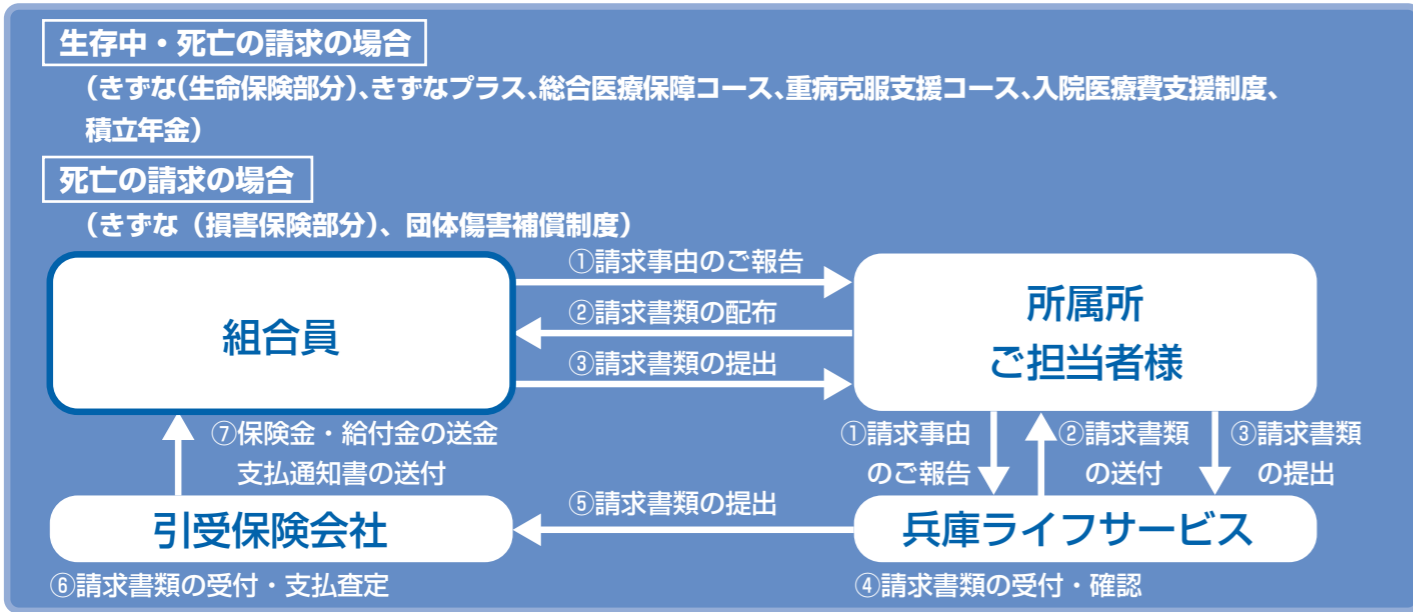 生存中・死亡の請求の場合
（きずな（生命保険部分）、きずなプラス、総合医療保障コース、重病克服支援コース、入院医療費支援制度、
積立年金）
死亡の請求の場合
（きずな（損害保険部分）、団体傷害補償制度）
組合員
①請求事由のご報告
②請求書類の配布
③請求書類の提出
所属所
ご担当者様
⑦保険金・給付金の送金
支払通知書の送付
①請求事由
のご報告
②請求書類
の送付
③請求書類
の提出
引受保険会社
⑤請求書類の提出
兵庫ライフサービス
⑥請求書類の受付・支払査定
④請求書類の受付・確認